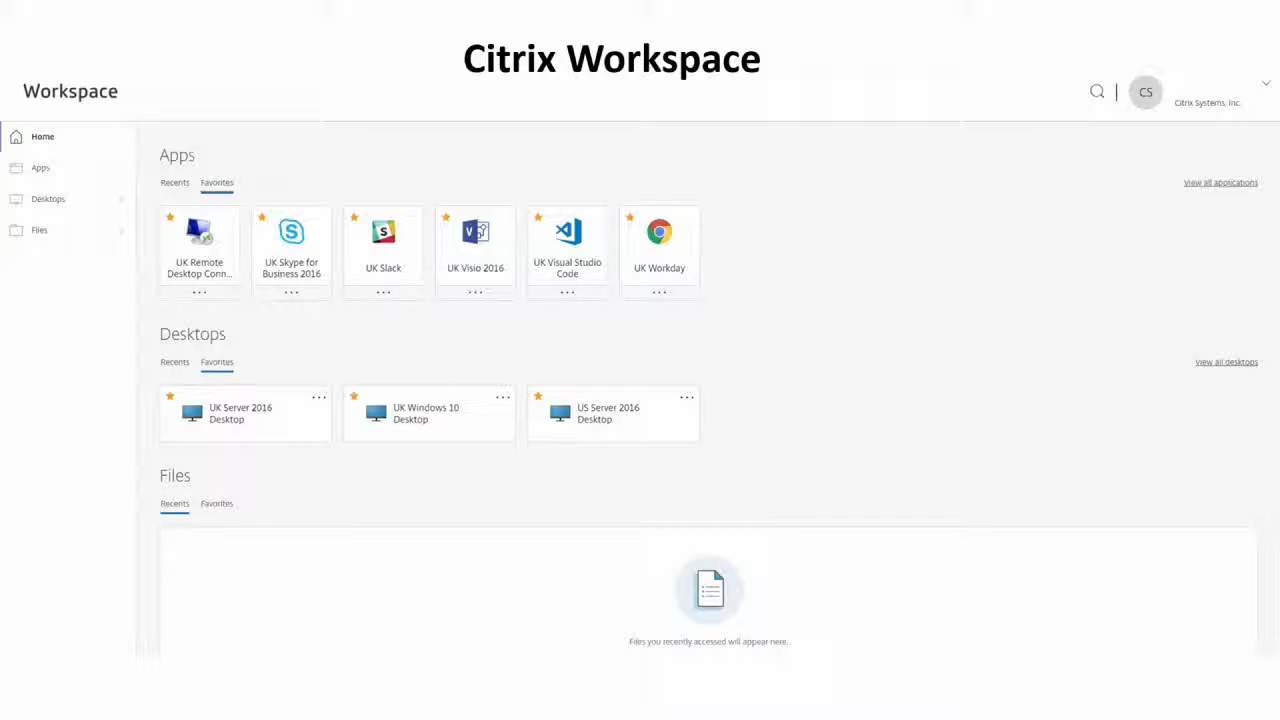 Citrix Workspace
Workspace
CS
Citrix Systems, Inc.
Home
Apps
Desktops
Files
Apps
Recents Favorites
View all applications
UK Remote
Desktop Conn...
UK Skype for
Business 2016
UK Slack
UK Visio 2016
UK Visual Studio
Code
UK Workday
Desktops
Recents Favorites
View all desktops
UK Server 2016
Desktop
UK Windows 10
Desktop
US Server 2016
Desktop
Files
Recents Favorites
Files you recently accessed will appear here.